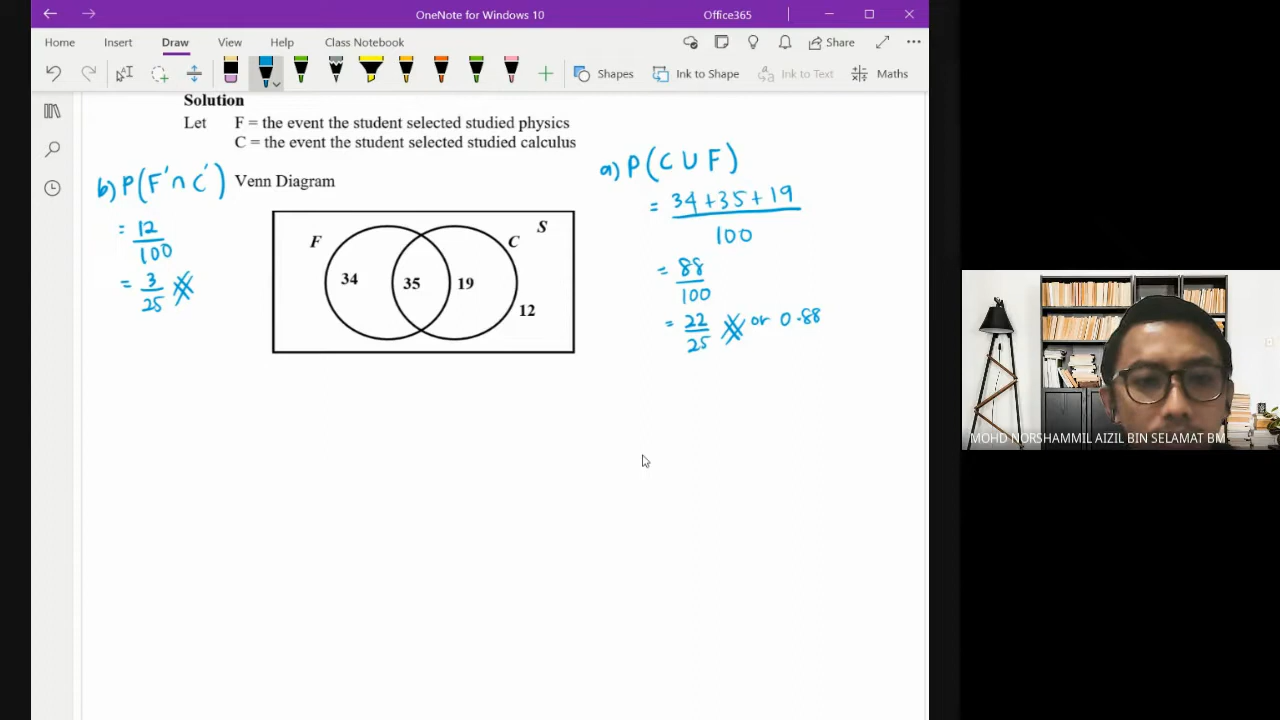 OneNote for Windows 10
Office365
Home Insert Draw View Help Class Notebook
Share
Shapes Ink to Shape Ink to Text Maths
Solution
Let F = the event the student selected studied physics
C = the event the student selected studied calculus
b) P(F'∩C')
= 12/100
= 3/25
Venn Diagram
F C S
34 35 19
12
a) P(C∪F)
= 34+35+19
100
= 88/100
= 22/25 or 0.88
MOHD NORSHAMMIL AIZIL BIN SELAMAT BM